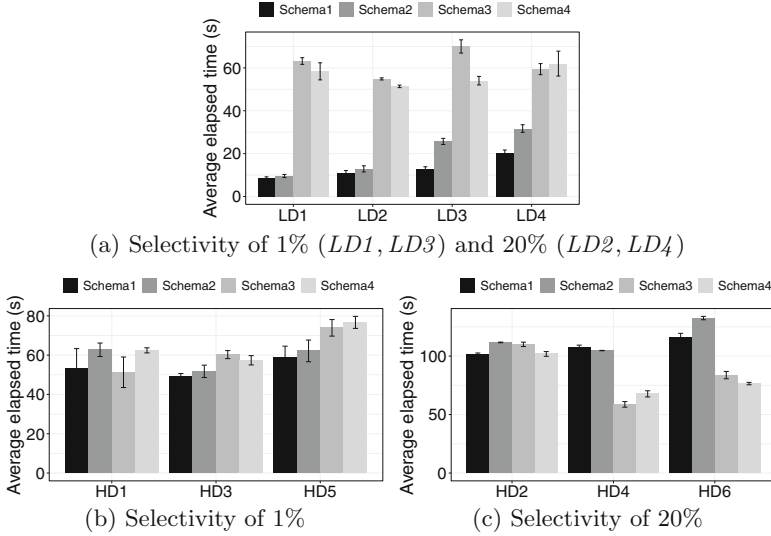 Schema1 Schema2 Schema3 Schema4
Average elapsed time (s)
60
40
20
0
LD1 LD2 LD3 LD4
(a) Selectivity of 1% (LD1, LD3) and 20% (LD2, LD4)
Schema1 Schema2 Schema3 Schema4
Average elapsed time (s)
80
60
40
20
0
HD1 HD3 HD5
(b) Selectivity of 1%
Schema1 Schema2 Schema3 Schema4
Average elapsed time (s)
100
50
0
HD2 HD4 HD6
(c) Selectivity of 20%